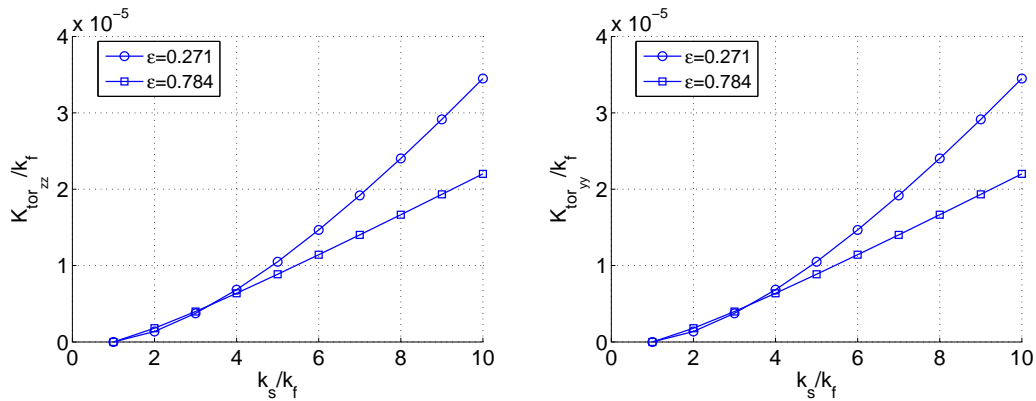 x 10⁻⁵
4
3
2
1
0
K_tor_zz/k_f
ε=0.271
ε=0.784
0 2 4 6 8 10
k_s/k_f
x 10⁻⁵
4
3
2
1
0
K_tor_yy/k_f
ε=0.271
ε=0.784
0 2 4 6 8 10
k_s/k_f